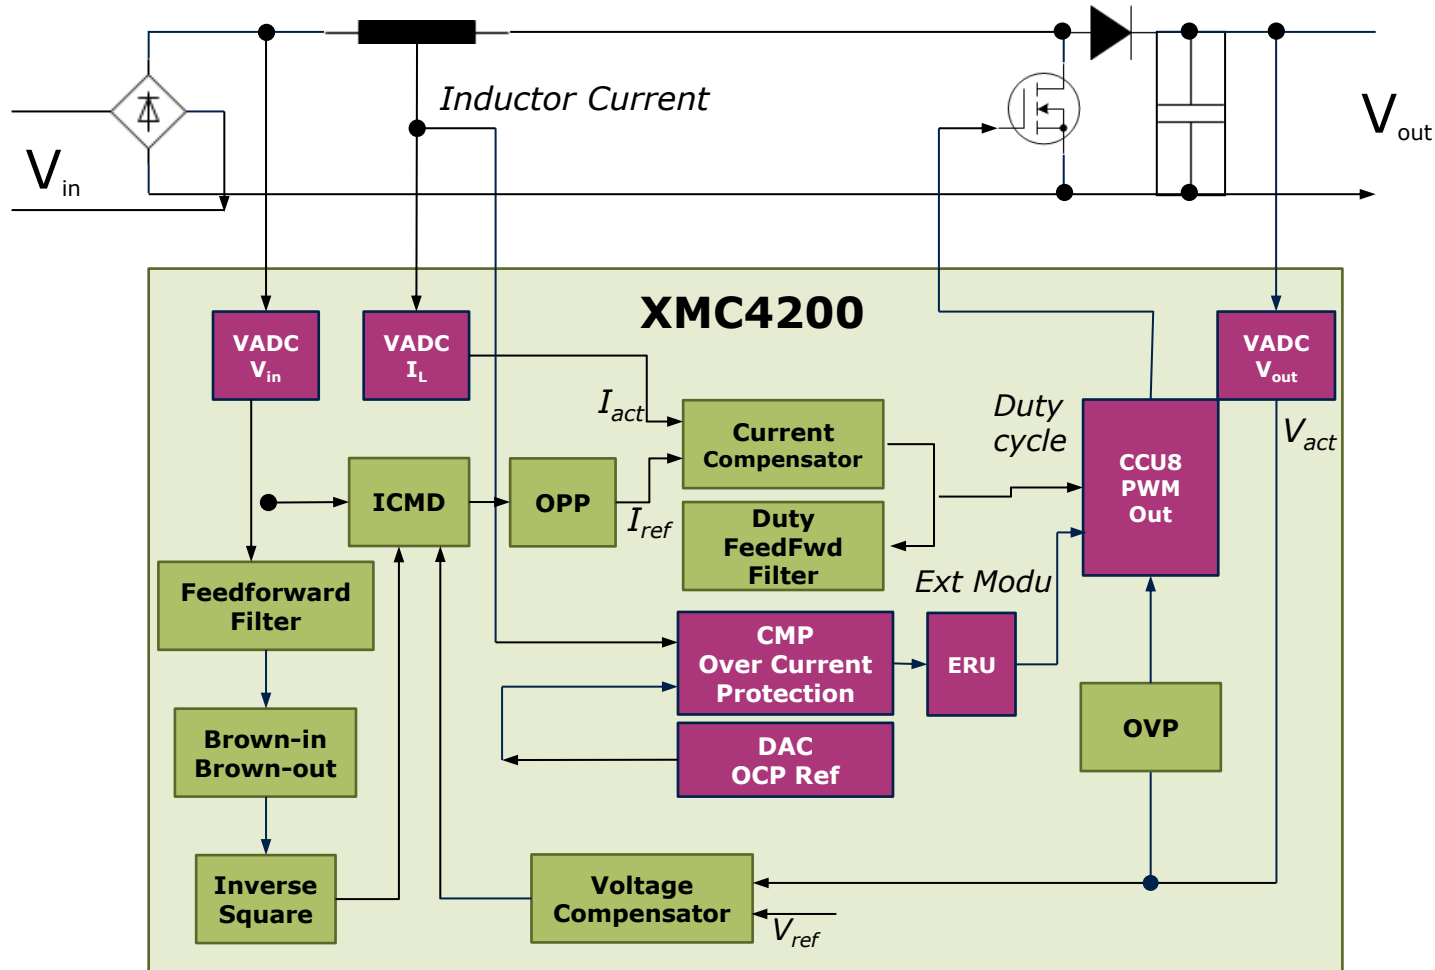 Inductor Current
V out
V in
XMC4200
VADC
V in
VADC
I L
VADC
V out
I act
Duty
cycle
V act
Current
Compensator
CCU8
PWM
Out
ICMD
OPP
I ref
Duty
FeedFwd
Filter
Ext Modu
Feedforward
Filter
CMP
Over Current
Protection
ERU
Brown-in
Brown-out
DAC
OCP Ref
OVP
Inverse
Square
Voltage
Compensator
V ref